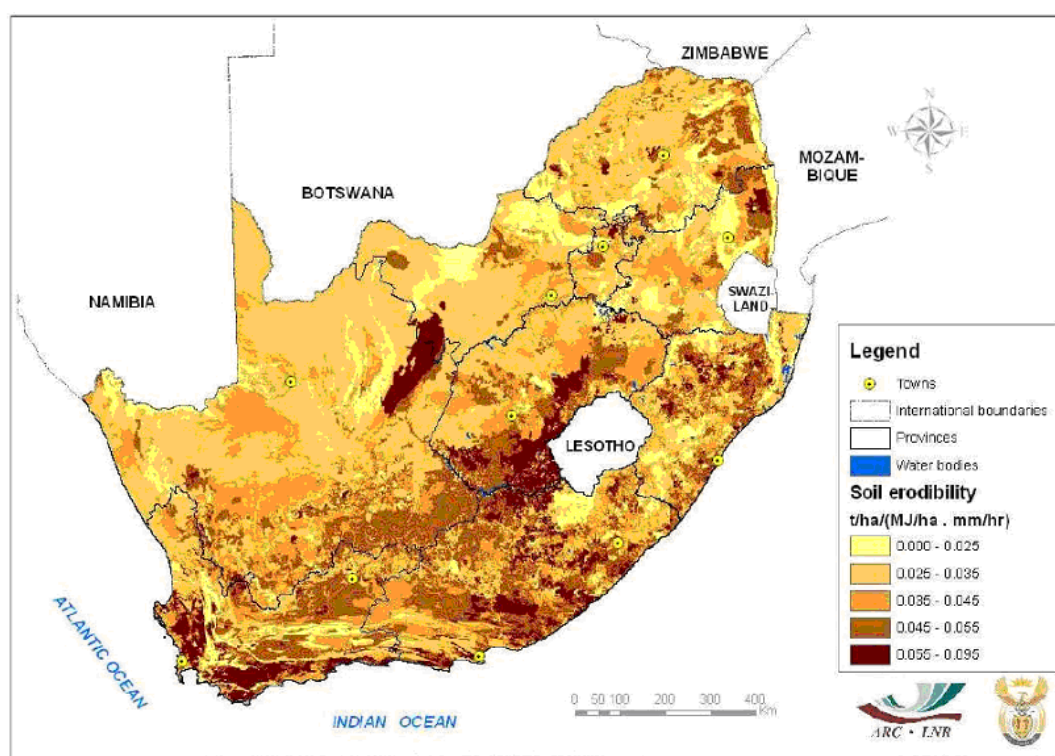 ZIMBABWE
N
W E
S
MOZAM-
BIQUE
BOTSWANA
NAMIBIA
SWAZI-
LAND
LESOTHO
ATLANTIC OCEAN
INDIAN OCEAN
0 50 100 200 300 400
Km
Legend
Towns
International boundaries
Provinces
Water bodies
Soil erodibility
t/ha/(MJ/ha . mm/hr)
0.000 - 0.025
0.025 - 0.035
0.035 - 0.045
0.045 - 0.055
0.055 - 0.095
ARC • LNR